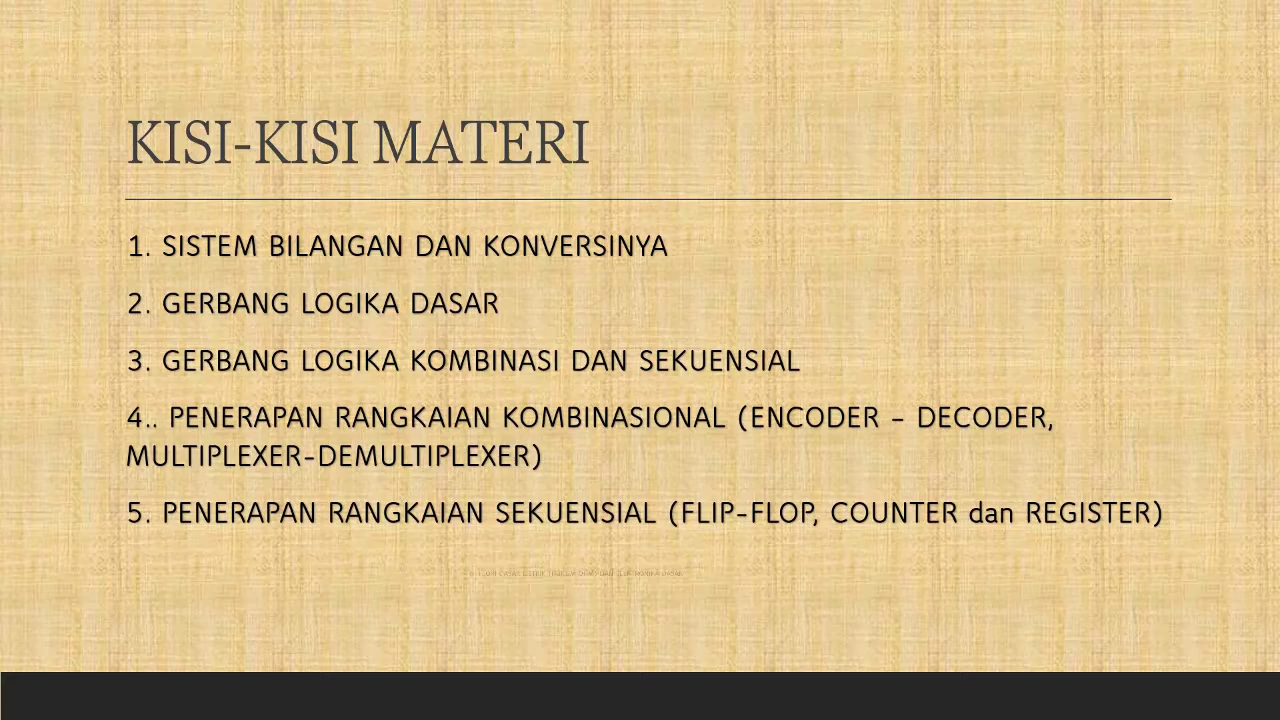 KISI-KISI MATERI
1. SISTEM BILANGAN DAN KONVERSINYA
2. GERBANG LOGIKA DASAR
3. GERBANG LOGIKA KOMBINASI DAN SEKUENSIAL
4.. PENERAPAN RANGKAIAN KOMBINASIONAL (ENCODER – DECODER,
MULTIPLEXER-DEMULTIPLEXER)
5. PENERAPAN RANGKAIAN SEKUENSIAL (FLIP-FLOP, COUNTER dan REGISTER)